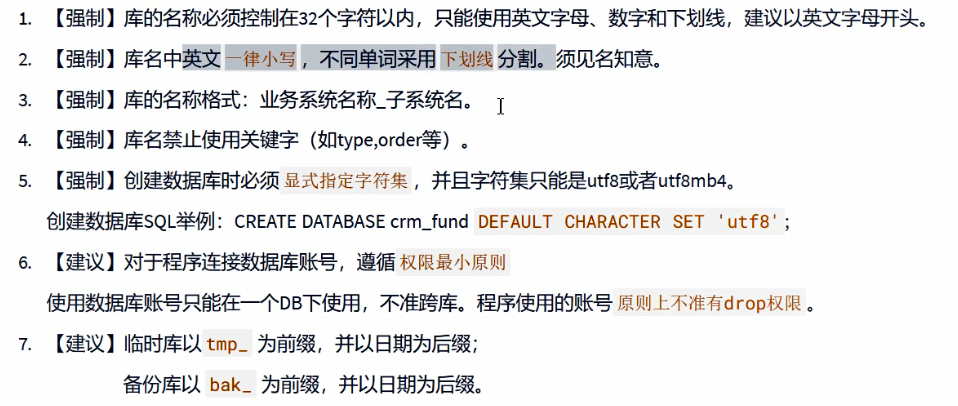 1. 【强制】库的名称必须控制在32个字符以内，只能使用英文字母、数字和下划线，建议以英文字母开头。
2. 【强制】库名中英文一律小写，不同单词采用下划线分割。须见名知意。
3. 【强制】库的名称格式：业务系统名称_子系统名。
4. 【强制】库名禁止使用关键字（如type,order等）。
5. 【强制】创建数据库时必须显式指定字符集，并且字符集只能是utf8或者utf8mb4。
创建数据库SQL举例：CREATE DATABASE crm_fund DEFAULT CHARACTER SET 'utf8'；
6. 【建议】对于程序连接数据库账号，遵循权限最小原则
使用数据库账号只能在一个DB下使用，不准跨库。程序使用的账号原则上不准有drop权限。
7. 【建议】临时库以tmp_为前缀，并以日期为后缀；
备份库以bak_为前缀，并以日期为后缀。